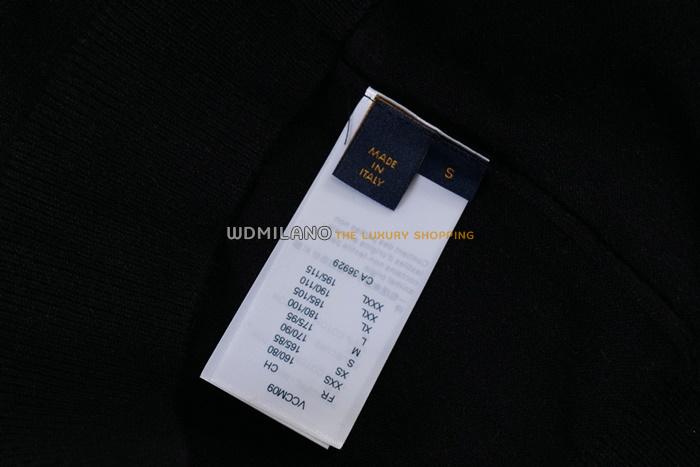 MADE
IN
ITALY
S
WDMILANO THE LUXURY SHOPPING
VCCM09
FR CH
XXS 160/80
XS 165/85
S 170/90
M 175/95
L 180/100
XL 185/105
XXL 190/110
XXXL 195/115
CA 36929